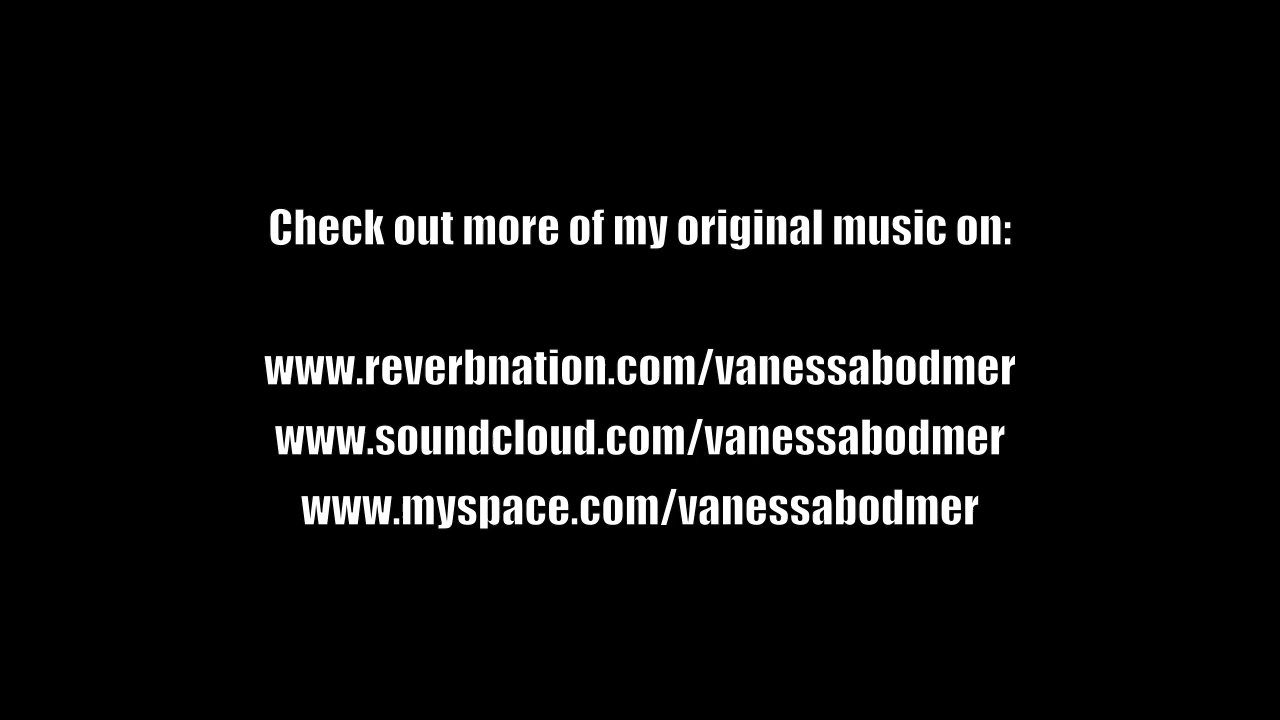 Check out more of my original music on:
www.reverbnation.com/vanessabodmer
www.soundcloud.com/vanessabodmer
www.myspace.com/vanessabodmer